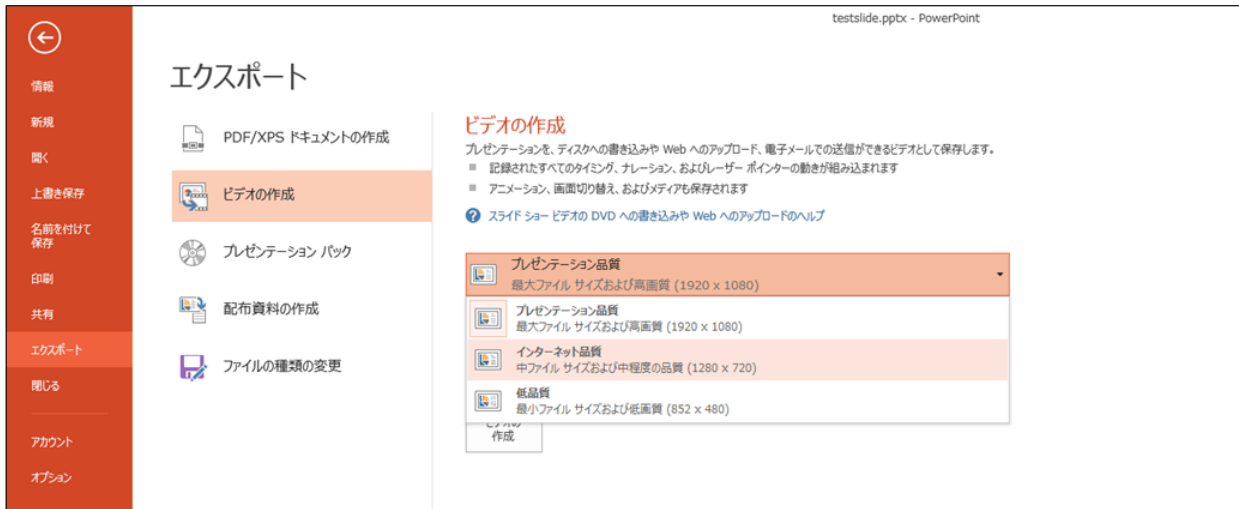 testslide.pptx - PowerPoint
情報
新規
開く
上書き保存
名前を付けて
保存
印刷
共有
エクスポート
閉じる
アカウント
オプション
エクスポート
PDF/XPS ドキュメントの作成
ビデオの作成
プレゼンテーション パック
配布資料の作成
ファイルの種類の変更
ビデオの作成
プレゼンテーションを、ディスクへの書き込みや Web へのアップロード、電子メールでの送信ができるビデオとして保存します。
記録されたすべてのタイミング、ナレーション、およびレーザー ポインターの動きが組み込まれます
アニメーション、画面切り替え、およびメディアも保存されます
スライド ショー ビデオの DVD への書き込みや Web へのアップロードのヘルプ
プレゼンテーション品質
最大ファイル サイズおよび高画質 (1920 x 1080)
プレゼンテーション品質
最大ファイル サイズおよび高画質 (1920 x 1080)
インターネット品質
中ファイル サイズおよび中程度の品質 (1280 x 720)
低品質
最小ファイル サイズおよび低画質 (852 x 480)
作成